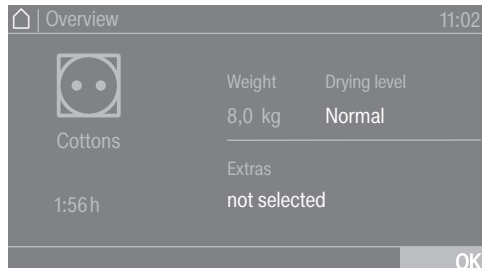 Overview 11:02
Weight Drying level
8,0 kg Normal
Cottons
Extras
1:56 h not selected
OK